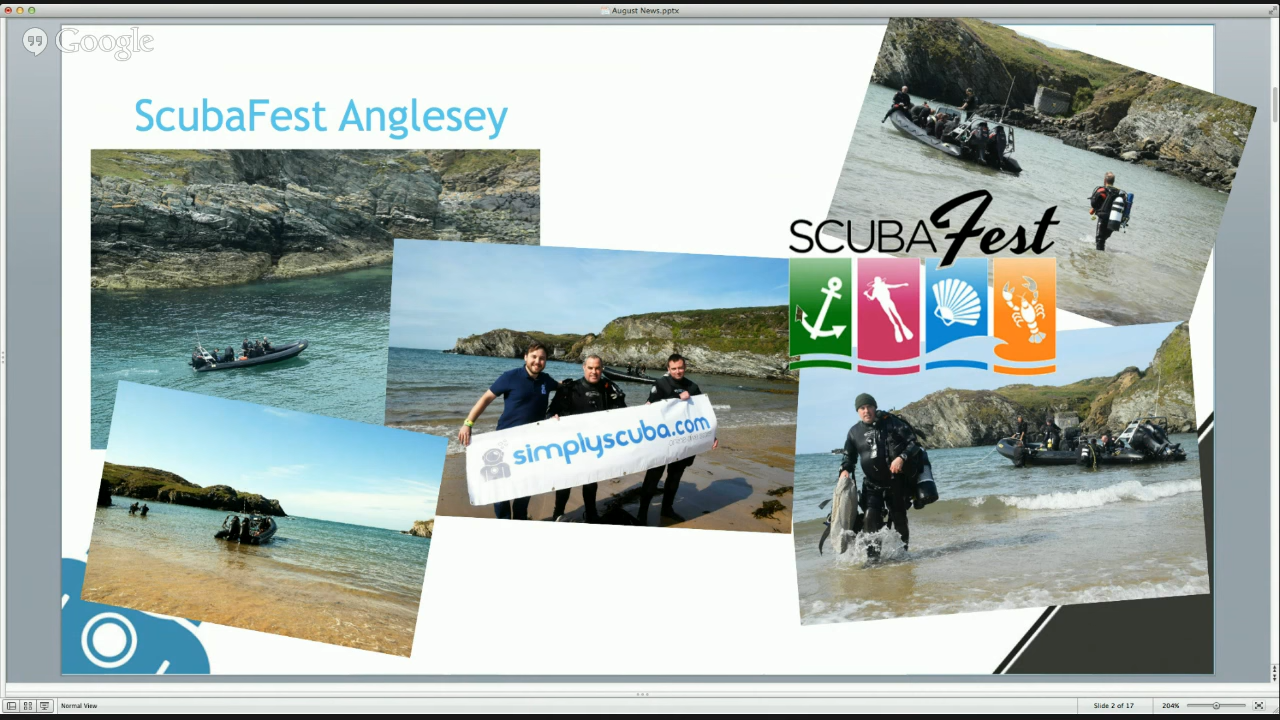 August News.pptx
Google
ScubaFest Anglesey
SCUBAFest
simplyscuba.com
Normal View
Slide 2 of 17
204%